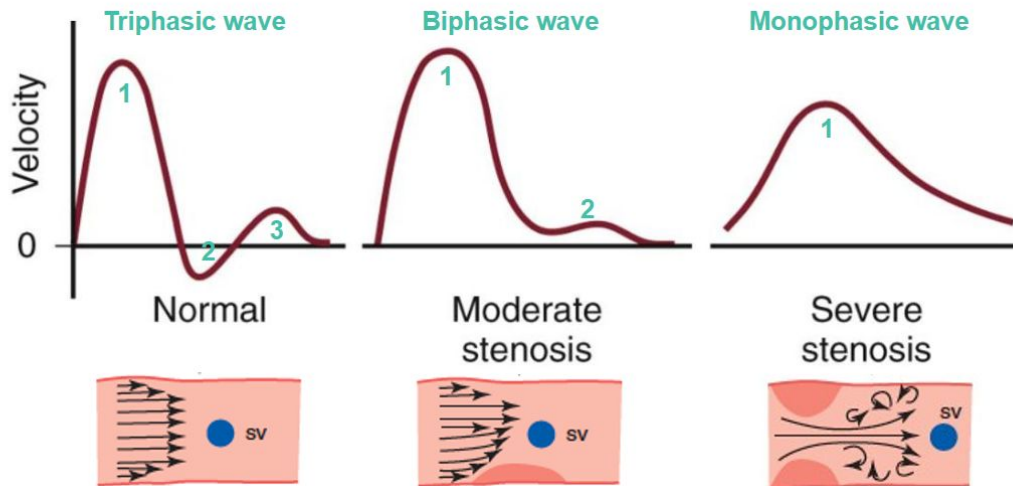 Triphasic wave
Biphasic wave
Monophasic wave
Velocity
0
1
2
3
1
2
1
Normal
Moderate
stenosis
Severe
stenosis
SV
SV
SV